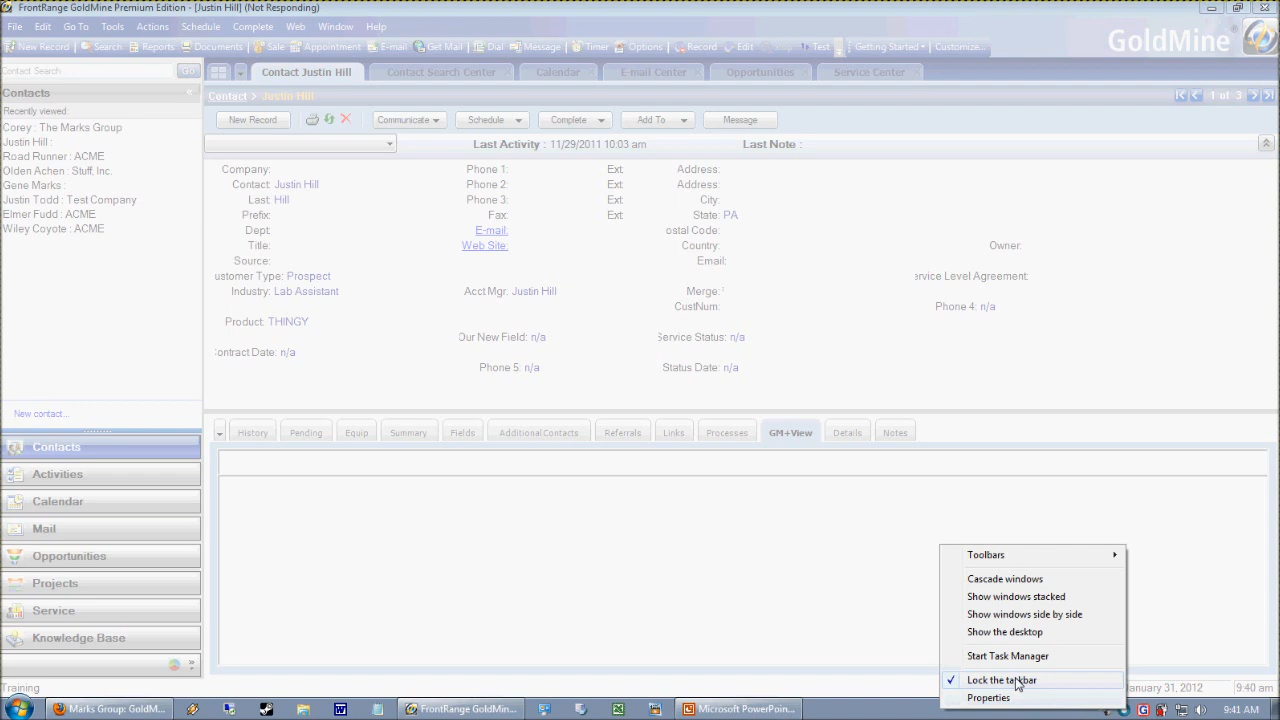 FrontRange GoldMine Premium Edition - [Justin Hill] (Not Responding)
File Edit Go To Tools Actions Schedule Complete Web Window Help
New Record Search Reports Documents Sale Appointment E-mail Get Mail Dial Message Timer Options Record Edit Test Getting Started Customize...
GoldMine
Contact Search Go
Contact Justin Hill Contact Search Center Calendar E-mail Center Opportunities Service Center
Contacts
Contact > Justin Hill 1 of 3
Recently viewed:
Corey : The Marks Group
Justin Hill :
Road Runner : ACME
Olden Achen : Stuff, Inc.
Gene Marks :
Justin Todd : Test Company
Elmer Fudd : ACME
Wiley Coyote : ACME
New contact...
New Record Communicate Schedule Complete Add To Message
Last Activity : 11/29/2011 10:03 am Last Note :
Company: Phone 1: Ext: Address:
Contact: Justin Hill Phone 2: Ext: Address:
Last: Hill Phone 3: Ext: City:
Prefix: Fax: Ext: State: PA
Dept: E-mail: ostal Code:
Title: Web Site: Country: Owner:
Source: Email:
ustomer Type: Prospect ervice Level Agreement:
Industry: Lab Assistant Acct Mgr: Justin Hill Merge:
CustNum: Phone 4: n/a
Product: THINGY
Our New Field: n/a Service Status: n/a
ontract Date: n/a
Phone 5: n/a Status Date: n/a
History Pending Equip Summary Fields Additional Contacts Referrals Links Processes GM+View Details Notes
Contacts
Activities
Calendar
Mail
Opportunities
Projects
Service
Knowledge Base
Toolbars
Cascade windows
Show windows stacked
Show windows side by side
Show the desktop
Start Task Manager
Lock the taskbar
Properties
Training anuary 31, 2012 9:40 am
Marks Group: GoldM... FrontRange GoldMine... Microsoft PowerPoin... 9:41 AM